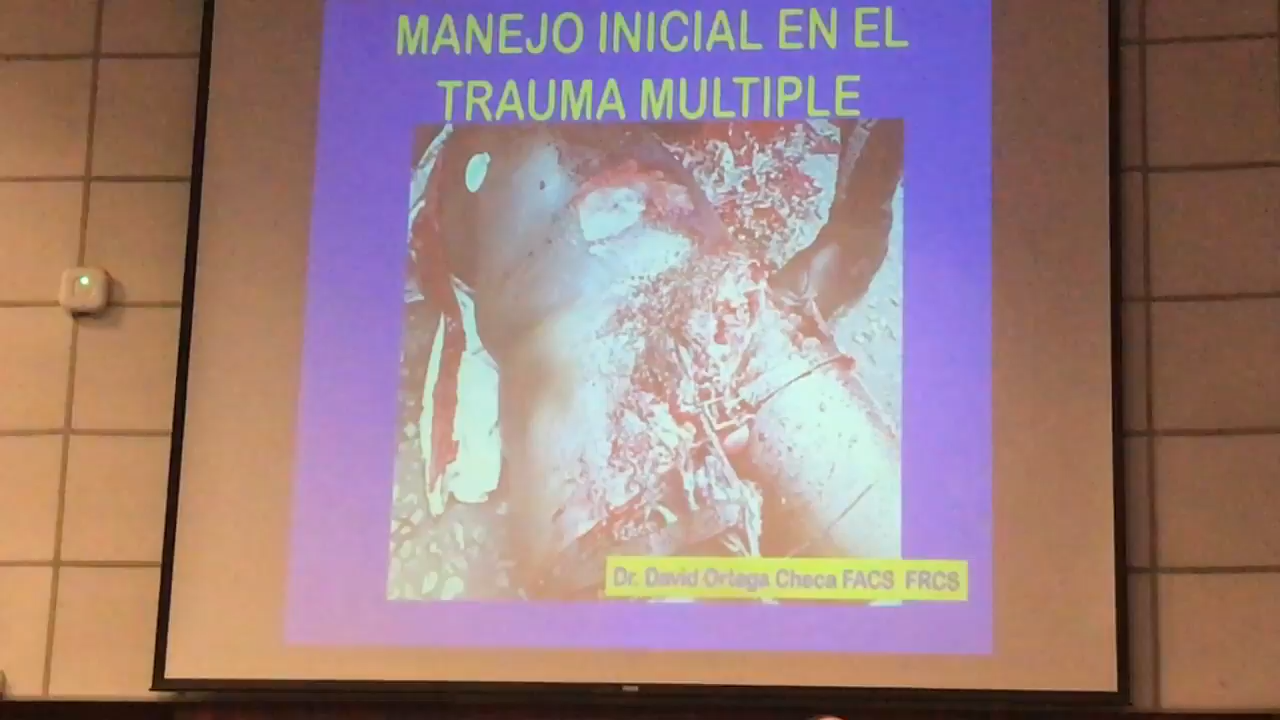 MANEJO INICIAL EN EL
TRAUMA MULTIPLE
Dr. David Ortega Checa FACS FRCS